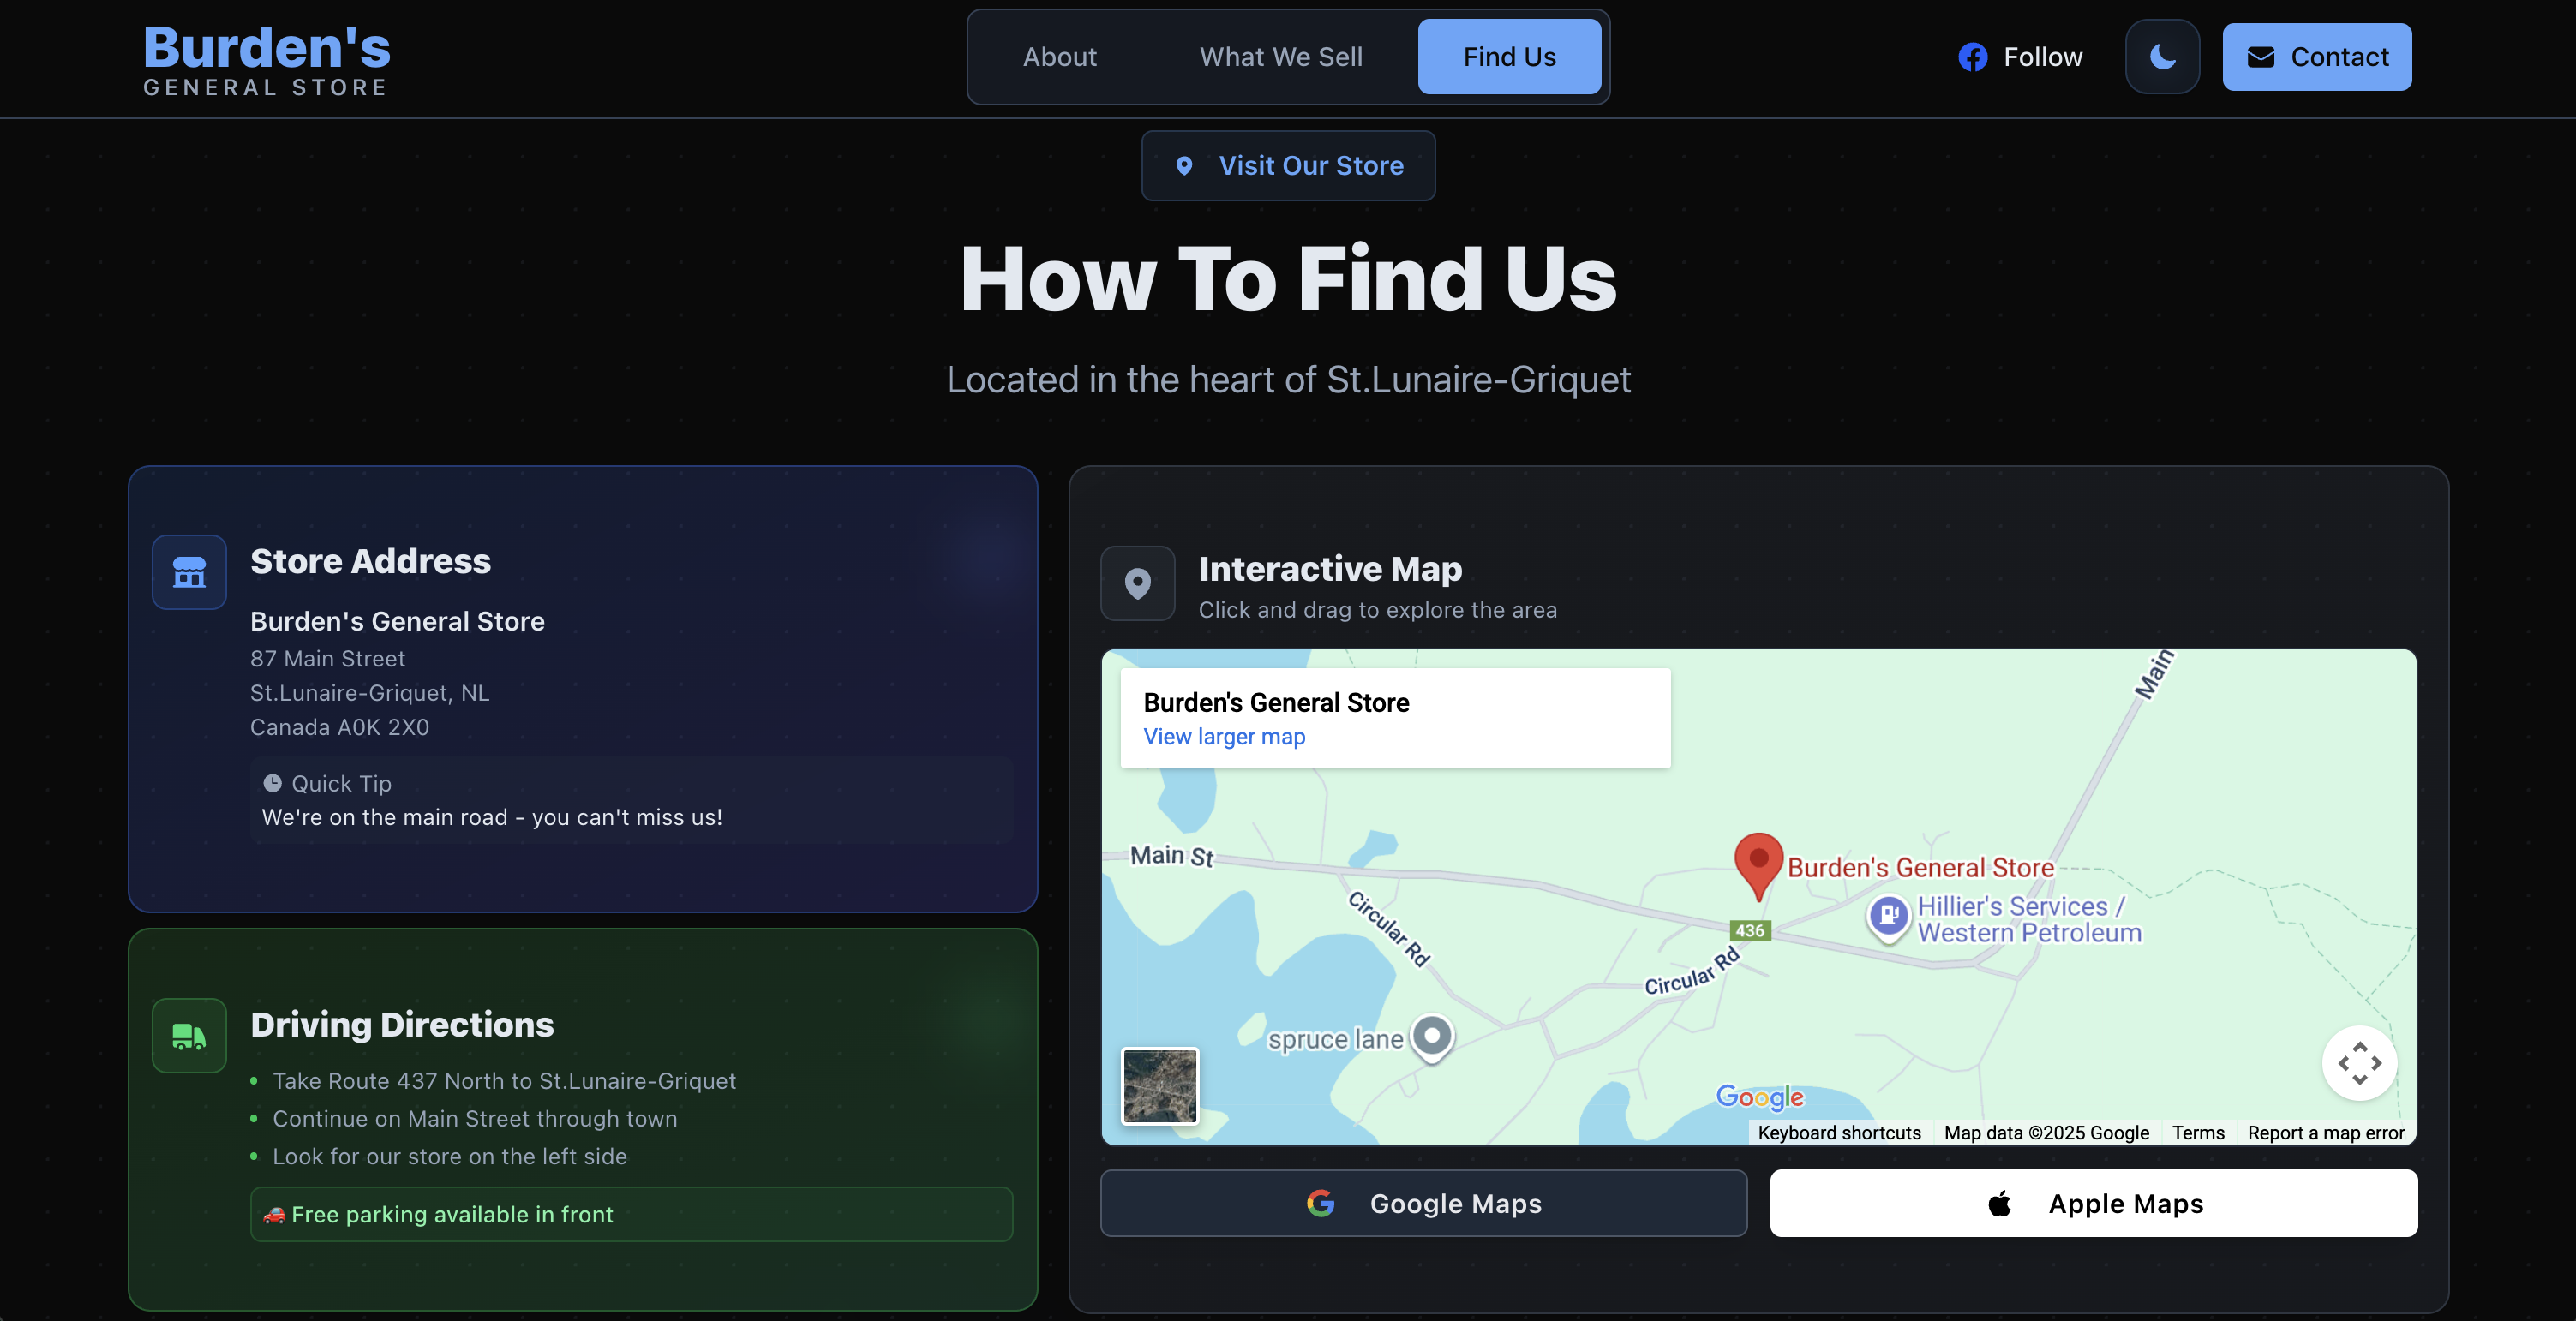 Burden's
GENERAL STORE
About
What We Sell
Find Us
Follow
Contact
Visit Our Store
How To Find Us
Located in the heart of St.Lunaire-Griquet
Store Address
Burden's General Store
87 Main Street
St.Lunaire-Griquet, NL
Canada A0K 2X0
Quick Tip
We're on the main road - you can't miss us!
Driving Directions
Take Route 437 North to St.Lunaire-Griquet
Continue on Main Street through town
Look for our store on the left side
Free parking available in front
Interactive Map
Click and drag to explore the area
Burden's General Store
View larger map
Main
Main St
Burden's General Store
Circular Rd
Hillier's Services /
Western Petroleum
436
Circular Rd
spruce lane
Google
Keyboard shortcuts
Map data ©2025 Google
Terms
Report a map error
Google Maps
Apple Maps